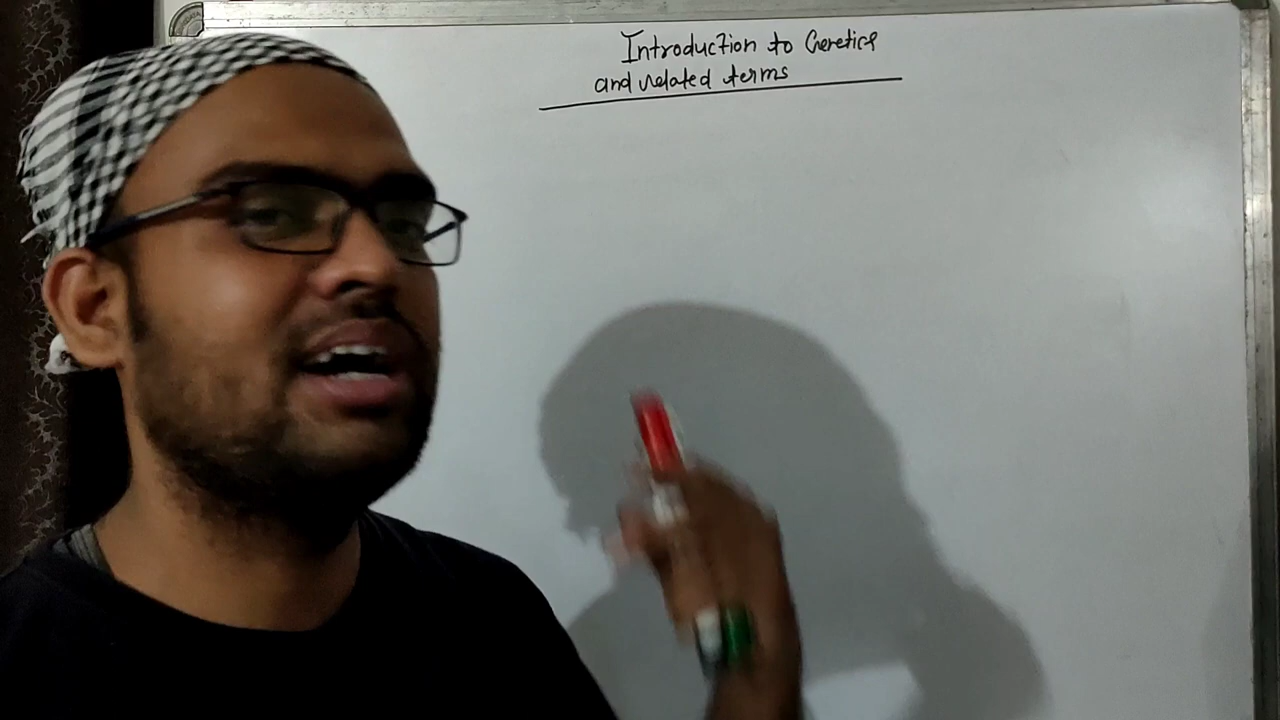 Introduction to Genetics
and related terms